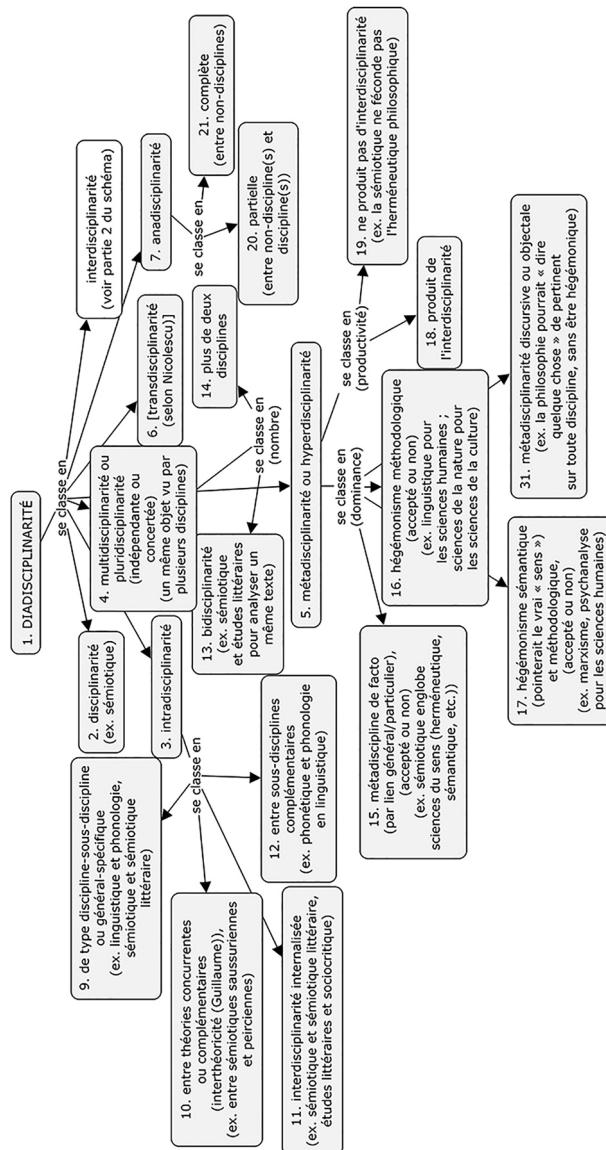 1. DIADISCIPLINARITÉ
se classe en
2. disciplinarité
(ex. sémiotique)
3. intradisciplinarité
4. multidisciplinarité ou
pluridisciplinarité
(indépendante ou
concertée)
(un même objet vu par
plusieurs disciplines)
6. [transdisciplinarité
(selon Nicolescu)]
7. anadisciplinarité
interdisciplinarité
(voir partie 2 du schéma)
se classe en
9. de type discipline-sous-discipline
ou général-spécifique
(ex. linguistique et phonologie,
sémiotique et sémiotique
littéraire)
10. entre théories concurrentes
ou complémentaires
(interthéoricité (Guillaume)),
(ex. entre sémiotiques saussuriennes
et peirciennes)
11. interdisciplinarité internalisée
(ex. sémiotique et sémiotique littéraire,
études littéraires et sociocritique)
12. entre sous-disciplines
complémentaires
(ex. phonétique et phonologie
en linguistique)
se classe en
(nombre)
13. bidisciplinarité
(ex. sémiotique
et études littéraires
pour analyser un
même texte)
14. plus de deux
disciplines
se classe en
20. partielle
(entre non-discipline(s) et
discipline(s))
21. complète
(entre non-disciplines)
5. métadisciplinarité ou hyperdisciplinarité
se classe en
(dominance)
se classe en
(productivité)
15. métadiscipline de facto
(par lien général/particulier),
(accepté ou non)
(ex. sémiotique englobe
sciences du sens (herméneutique,
sémantique, etc.))
16. hégémonisme méthodologique
(accepté ou non)
(ex. linguistique pour
les sciences humaines ;
sciences de la nature pour
les sciences de la culture)
17. hégémonisme sémantique
(pointerait le vrai « sens »)
et méthodologique,
(accepté ou non)
(ex. marxisme, psychanalyse
pour les sciences humaines)
31. métadisciplinarité discursive ou objectale
(ex. la philosophie pourrait « dire
quelque chose » de pertinent
sur toute discipline, sans être hégémonique)
18. produit de
l'interdisciplinarité
19. ne produit pas d'interdisciplinarité
(ex. la sémiotique ne féconde pas
l'herméneutique philosophique)